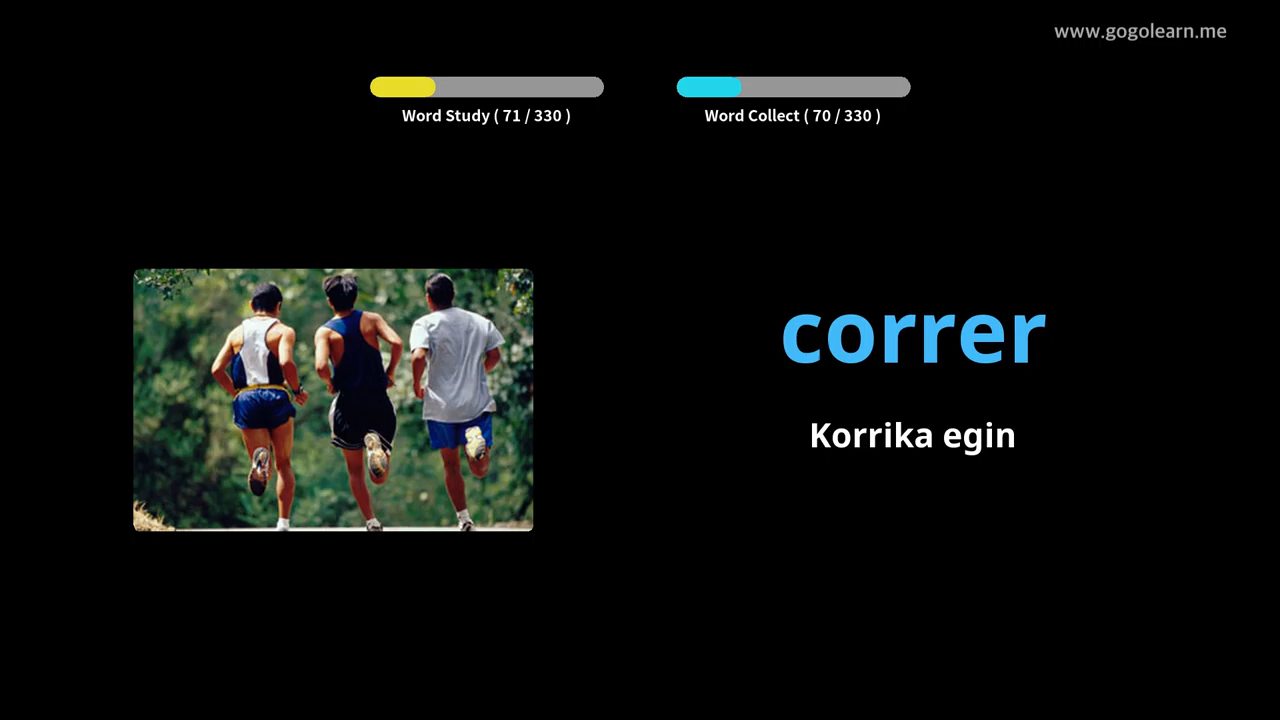 www.gogolearn.me
Word Study ( 71 / 330 )
Word Collect ( 70 / 330 )
correr
Korrika egin